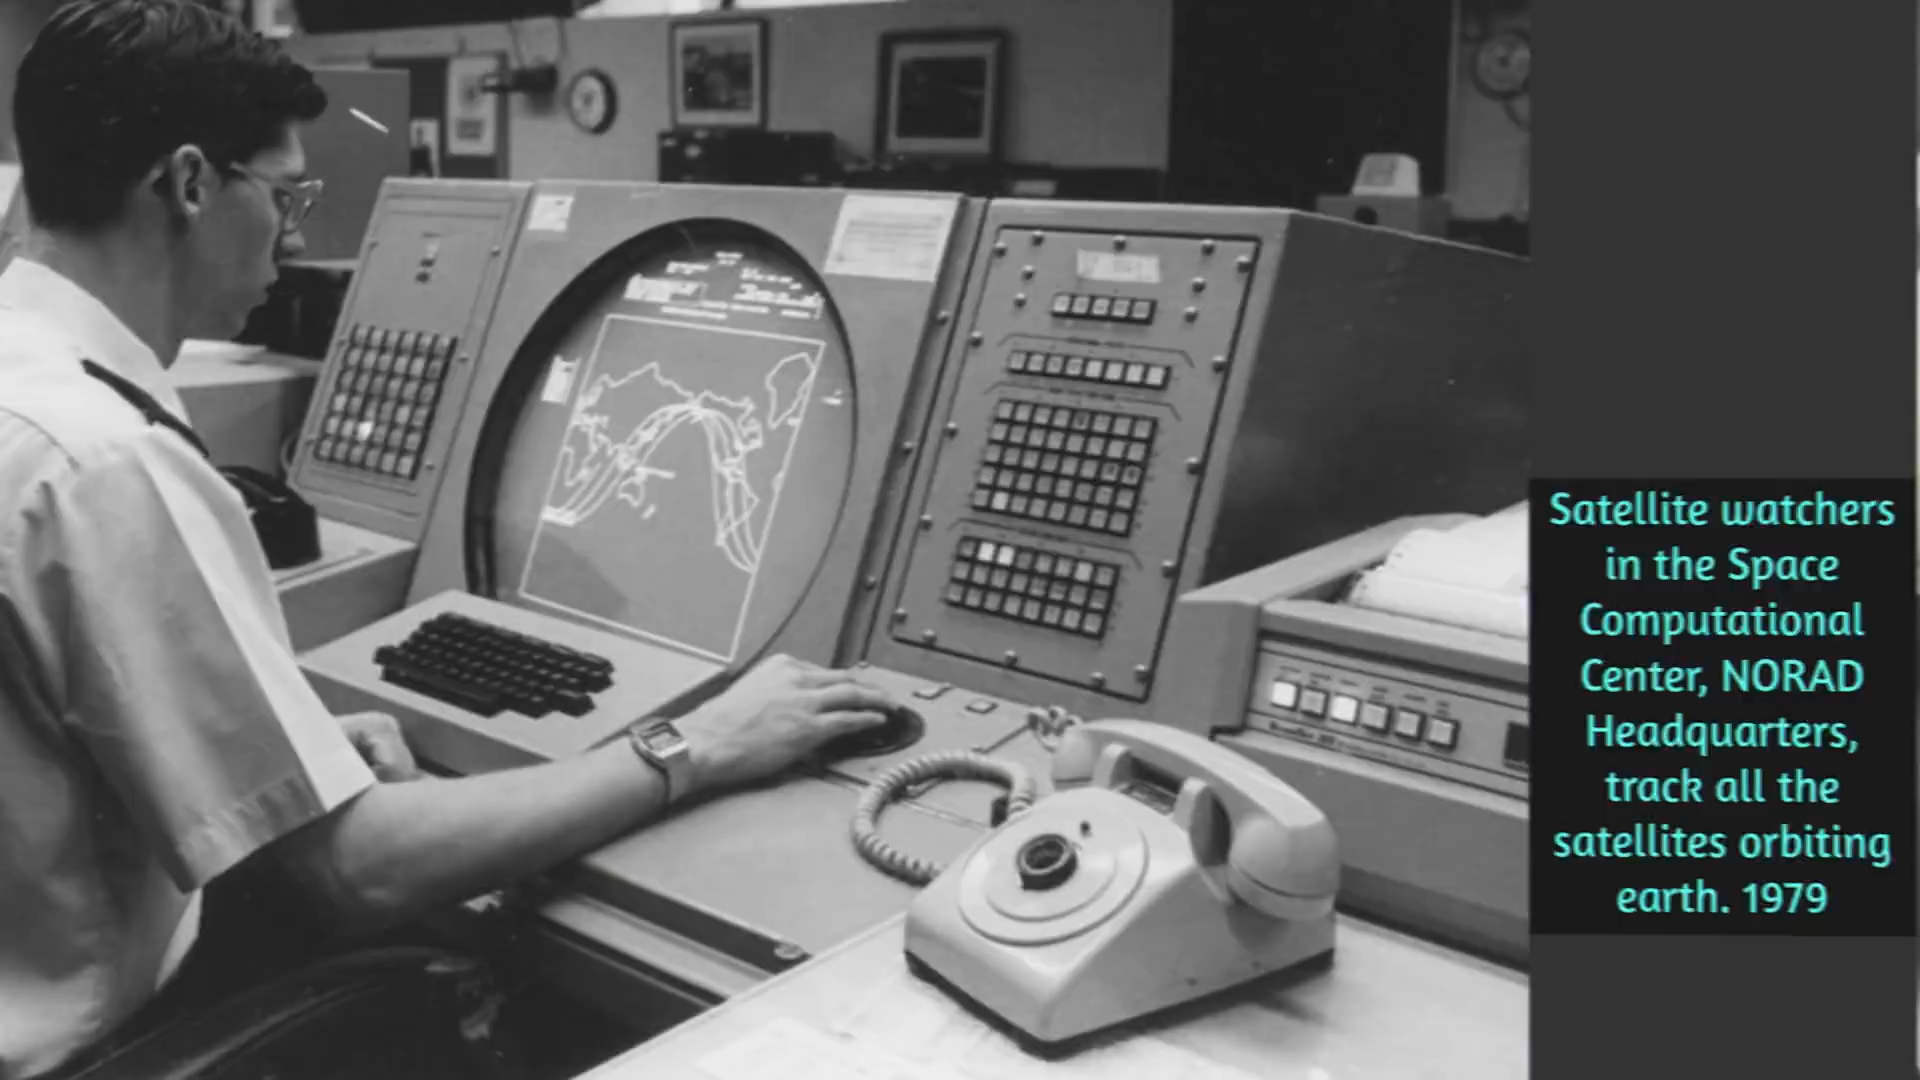 Satellite watchers
in the Space
Computational
Center, NORAD
Headquarters,
track all the
satellites orbiting
earth. 1979